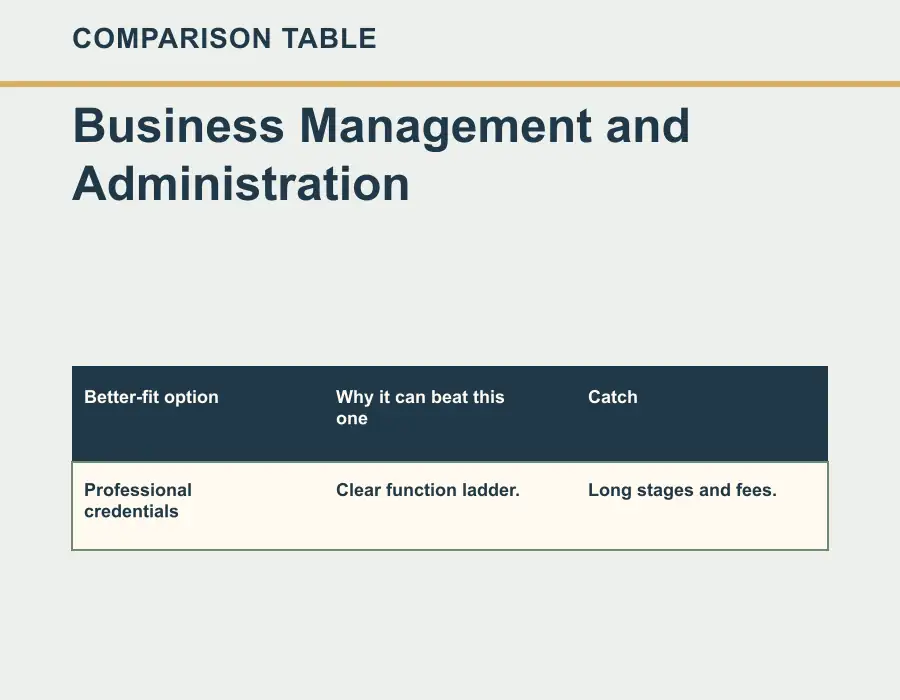 COMPARISON TABLE
Business Management and
Administration
Better-fit option
Why it can beat this
one
Catch
Professional
credentials
Clear function ladder.
Long stages and fees.